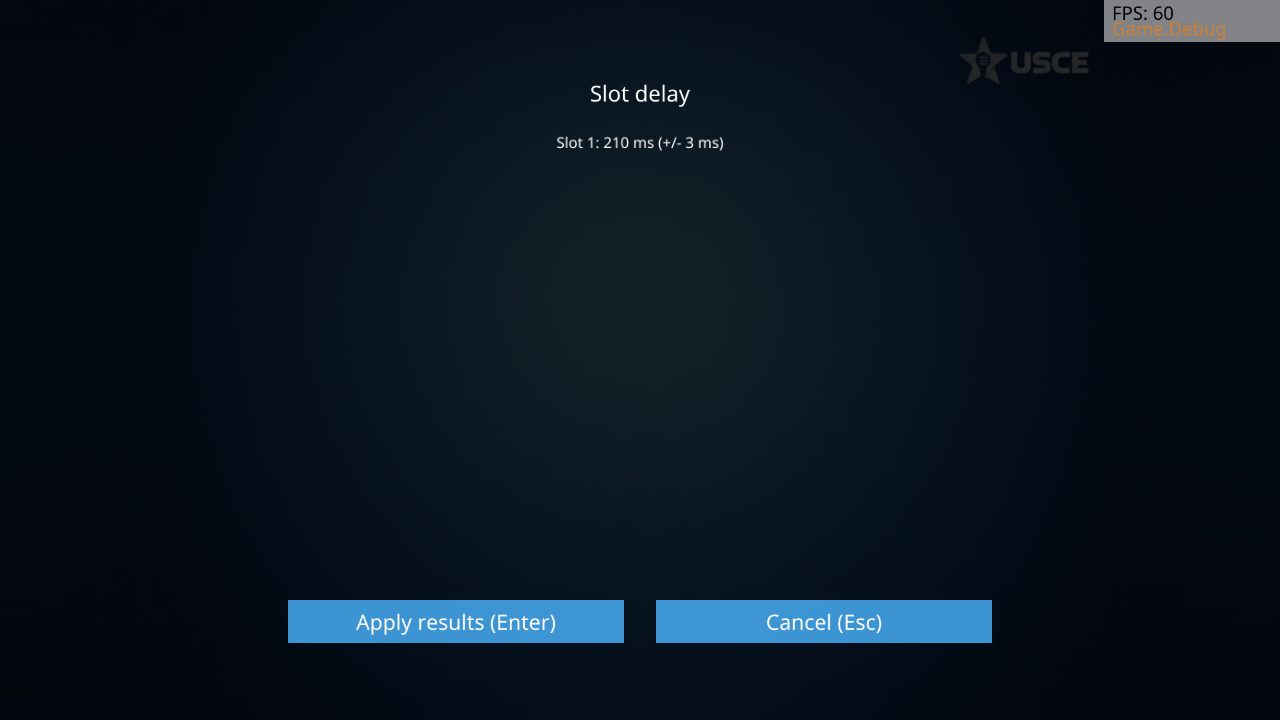 FPS: 60
Game.Debug
USCE
Slot delay
Slot 1: 210 ms (+/- 3 ms)
Apply results (Enter)
Cancel (Esc)